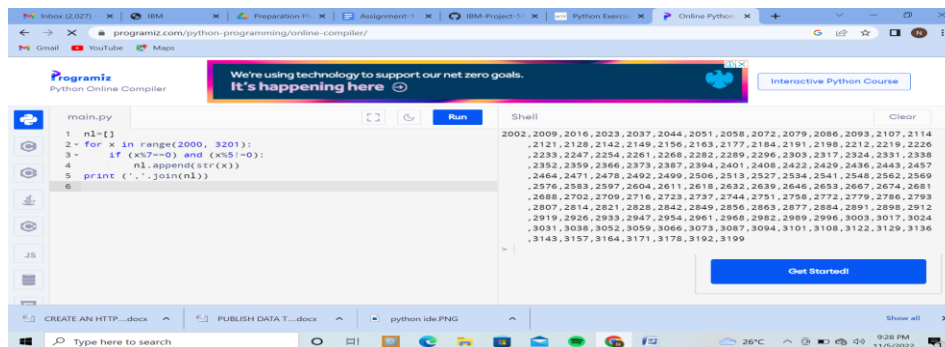 Inbox (2,027)
IBM
Preparation Ph
Assignment-1
IBM-Project-5
Python Exercis
Online Python
programiz.com/python-programming/online-compiler/
Gmail YouTube Maps
Programiz
Python Online Compiler
We're using technology to support our net zero goals.
It's happening here
Interactive Python Course
main.py
Run
Shell
Clear
1 nl=[]
2 for x in range(2000, 3201):
3 if (x%7==0) and (x%5!=0):
4 nl.append(str(x))
5 print (','.join(nl))
6
2002,2009,2016,2023,2037,2044,2051,2058,2072,2079,2086,2093,2107,2114
,2121,2128,2142,2149,2156,2163,2177,2184,2191,2198,2212,2219,2226
,2233,2247,2254,2261,2268,2282,2289,2296,2303,2317,2324,2331,2338
,2352,2359,2366,2373,2387,2394,2401,2408,2422,2429,2436,2443,2457
,2464,2471,2478,2492,2499,2506,2513,2527,2534,2541,2548,2562,2569
,2576,2583,2597,2604,2611,2618,2632,2639,2646,2653,2667,2674,2681
,2688,2702,2709,2716,2723,2737,2744,2751,2758,2772,2779,2786,2793
,2807,2814,2821,2828,2842,2849,2856,2863,2877,2884,2891,2898,2912
,2919,2926,2933,2947,2954,2961,2968,2982,2989,2996,3003,3017,3024
,3031,3038,3052,3059,3066,3073,3087,3094,3101,3108,3122,3129,3136
,3143,3157,3164,3171,3178,3192,3199
>
JS
Get Started!
CREATE AN HTTP....docx
PUBLISH DATA T....docx
python ide.PNG
Show all
Type here to search
26°C
9:28 PM
11/5/2022